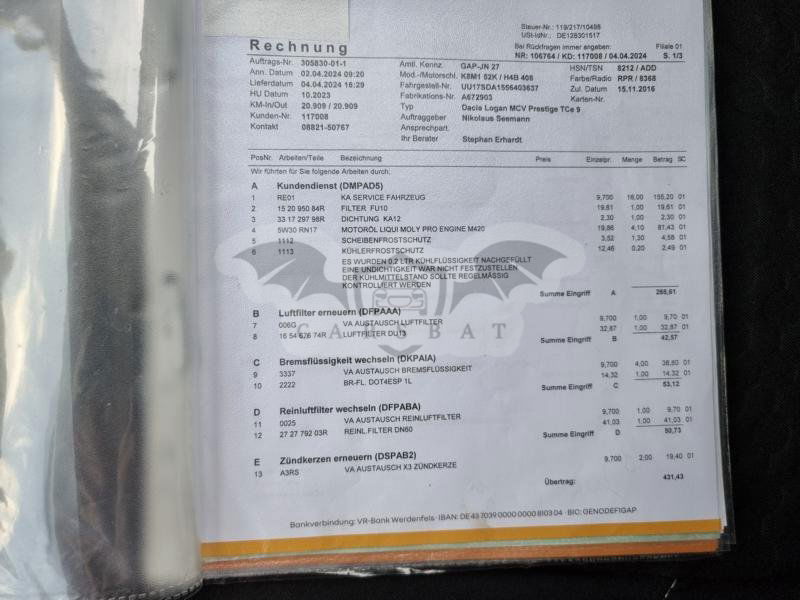 Steuer-Nr.: 119/217/10498
USt-IdNr.: DE128301517
Rechnung
Bei Rückfragen immer angeben: Filiale 01
NR: 106764 / KD: 117008 / 04.04.2024 S. 1/3
Auftrags-Nr. 305830-01-1 Amtl. Kennz. GAP-JN 27 HSN/TSN 8212 / ADD
Ann. Datum 02.04.2024 09:20 Mod.-/Motorschl. K8M1 52K / H4B 408 Farbe/Radio RPR / 8368
Lieferdatum 04.04.2024 16:29 Fahrgestell-Nr. UU17SDA1556403637 Zul. Datum 15.11.2016
HU Datum 10.2023 Fabrikations-Nr. A672903 Karten-Nr.
KM-In/Out 20.909 / 20.909 Typ Dacia Logan MCV Prestige TCe 9
Kunden-Nr. 117008 Auftraggeber Nikolaus Seemann
Kontakt 08821-50767 Ansprechpart.
Ihr Berater Stephan Erhardt
PosNr. Arbeiten/Teile Bezeichnung Preis Einzelpr. Menge Betrag SC
Wir führten für Sie folgende Arbeiten durch:
A Kundendienst (DMPAD5)
1 RE01 KA SERVICE FAHRZEUG 9,700 16,00 155,20 01
2 15 20 950 84R FILTER FU10 19,61 1,00 19,61 01
3 33 17 297 98R DICHTUNG KA12 2,30 1,00 2,30 01
4 5W30 RN17 MOTORÖL LIQUI MOLY PRO ENGINE M420 19,86 4,10 81,43 01
5 1112 SCHEIBENFROSTSCHUTZ 3,52 1,30 4,58 01
6 1113 KÜHLERFROSTSCHUTZ 12,46 0,20 2,49 01
ES WURDEN 0,2 LTR KÜHLFLÜSSIGKEIT NACHGEFÜLLT
EINE UNDICHTIGKEIT WAR NICHT FESTZUSTELLEN
DER KÜHLMITTELSTAND SOLLTE REGELMÄSSIG
KONTROLLIERT WERDEN
Summe Eingriff A 265,61
B Luftfilter erneuern (DFPAAA)
7 006G VA AUSTAUSCH LUFTFILTER 9,700 1,00 9,70 01
8 16 54 676 74R LUFTFILTER DU13 32,87 1,00 32,87 01
Summe Eingriff B 42,57
CAROBAT
C Bremsflüssigkeit wechseln (DKPAIA)
9 3337 VA AUSTAUSCH BREMSFLÜSSIGKEIT 9,700 4,00 38,80 01
10 2222 BR-FL. DOT4ESP 1L 14,32 1,00 14,32 01
Summe Eingriff C 53,12
D Reinluftfilter wechseln (DFPABA)
11 0025 VA AUSTAUSCH REINLUFTFILTER 9,700 1,00 9,70 01
12 27 27 792 03R REINL.FILTER DN60 41,03 1,00 41,03 01
Summe Eingriff D 50,73
E Zündkerzen erneuern (DSPAB2)
13 A3RS VA AUSTAUSCH X3 ZÜNDKERZE 9,700 2,00 19,40 01
Übertrag: 431,43
Bankverbindung: VR-Bank Werdenfels · IBAN: DE 43 7039 0000 0000 8103 04 · BIC: GENODEF1GAP